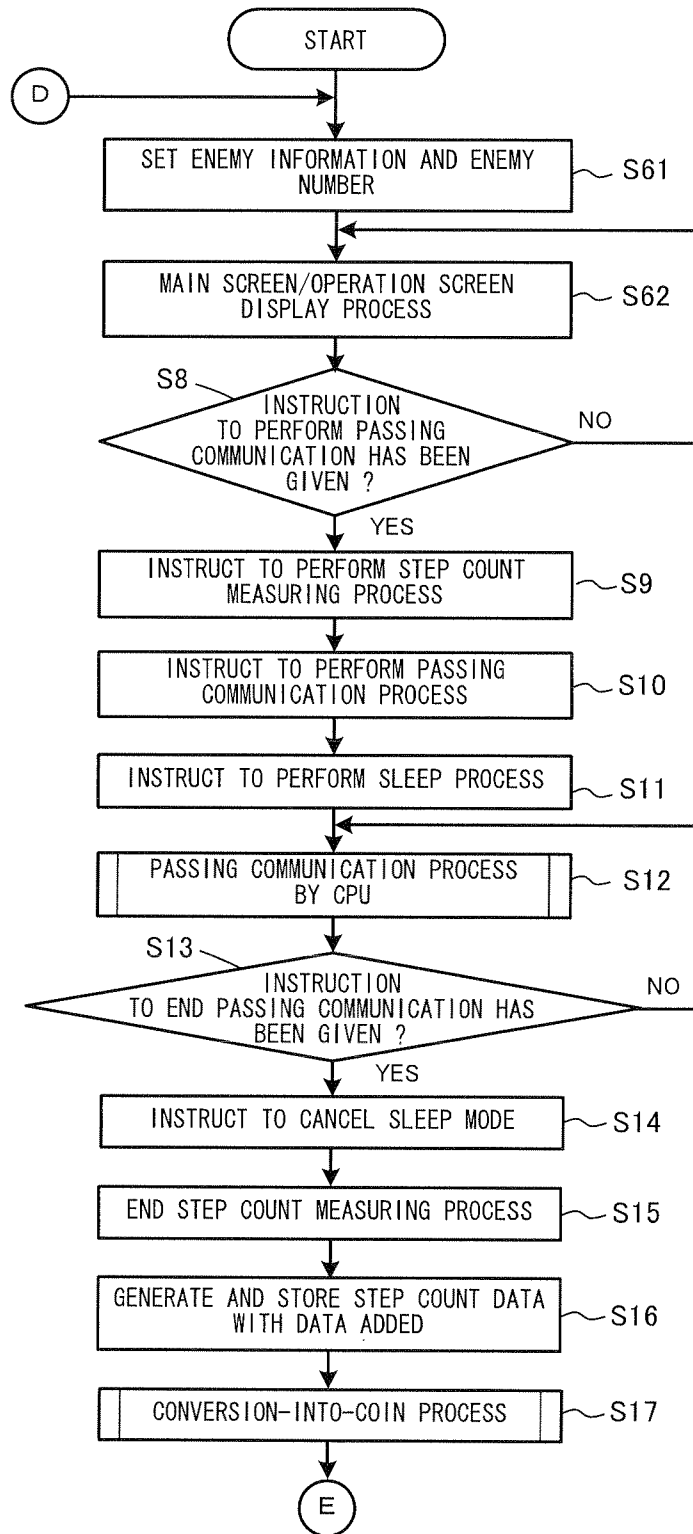 START
D
SET ENEMY INFORMATION AND ENEMY
NUMBER
S61
MAIN SCREEN/OPERATION SCREEN
DISPLAY PROCESS
S62
S8
INSTRUCTION
TO PERFORM PASSING
COMMUNICATION HAS BEEN
GIVEN ?
NO
YES
INSTRUCT TO PERFORM STEP COUNT
MEASURING PROCESS
S9
INSTRUCT TO PERFORM PASSING
COMMUNICATION PROCESS
S10
INSTRUCT TO PERFORM SLEEP PROCESS
S11
PASSING COMMUNICATION PROCESS
BY CPU
S12
S13
INSTRUCTION
TO END PASSING COMMUNICATION HAS
BEEN GIVEN ?
NO
YES
INSTRUCT TO CANCEL SLEEP MODE
S14
END STEP COUNT MEASURING PROCESS
S15
GENERATE AND STORE STEP COUNT DATA
WITH DATA ADDED
S16
CONVERSION-INTO-COIN PROCESS
S17
E